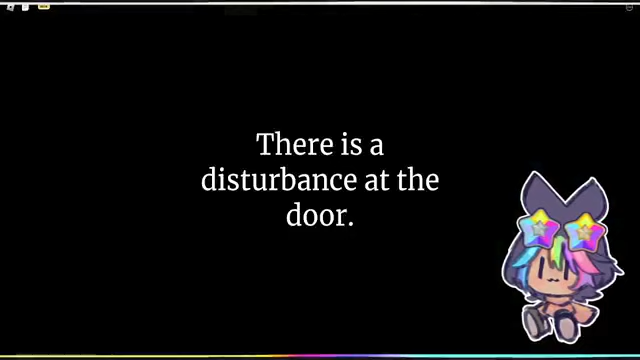 There is a
disturbance at the
door.